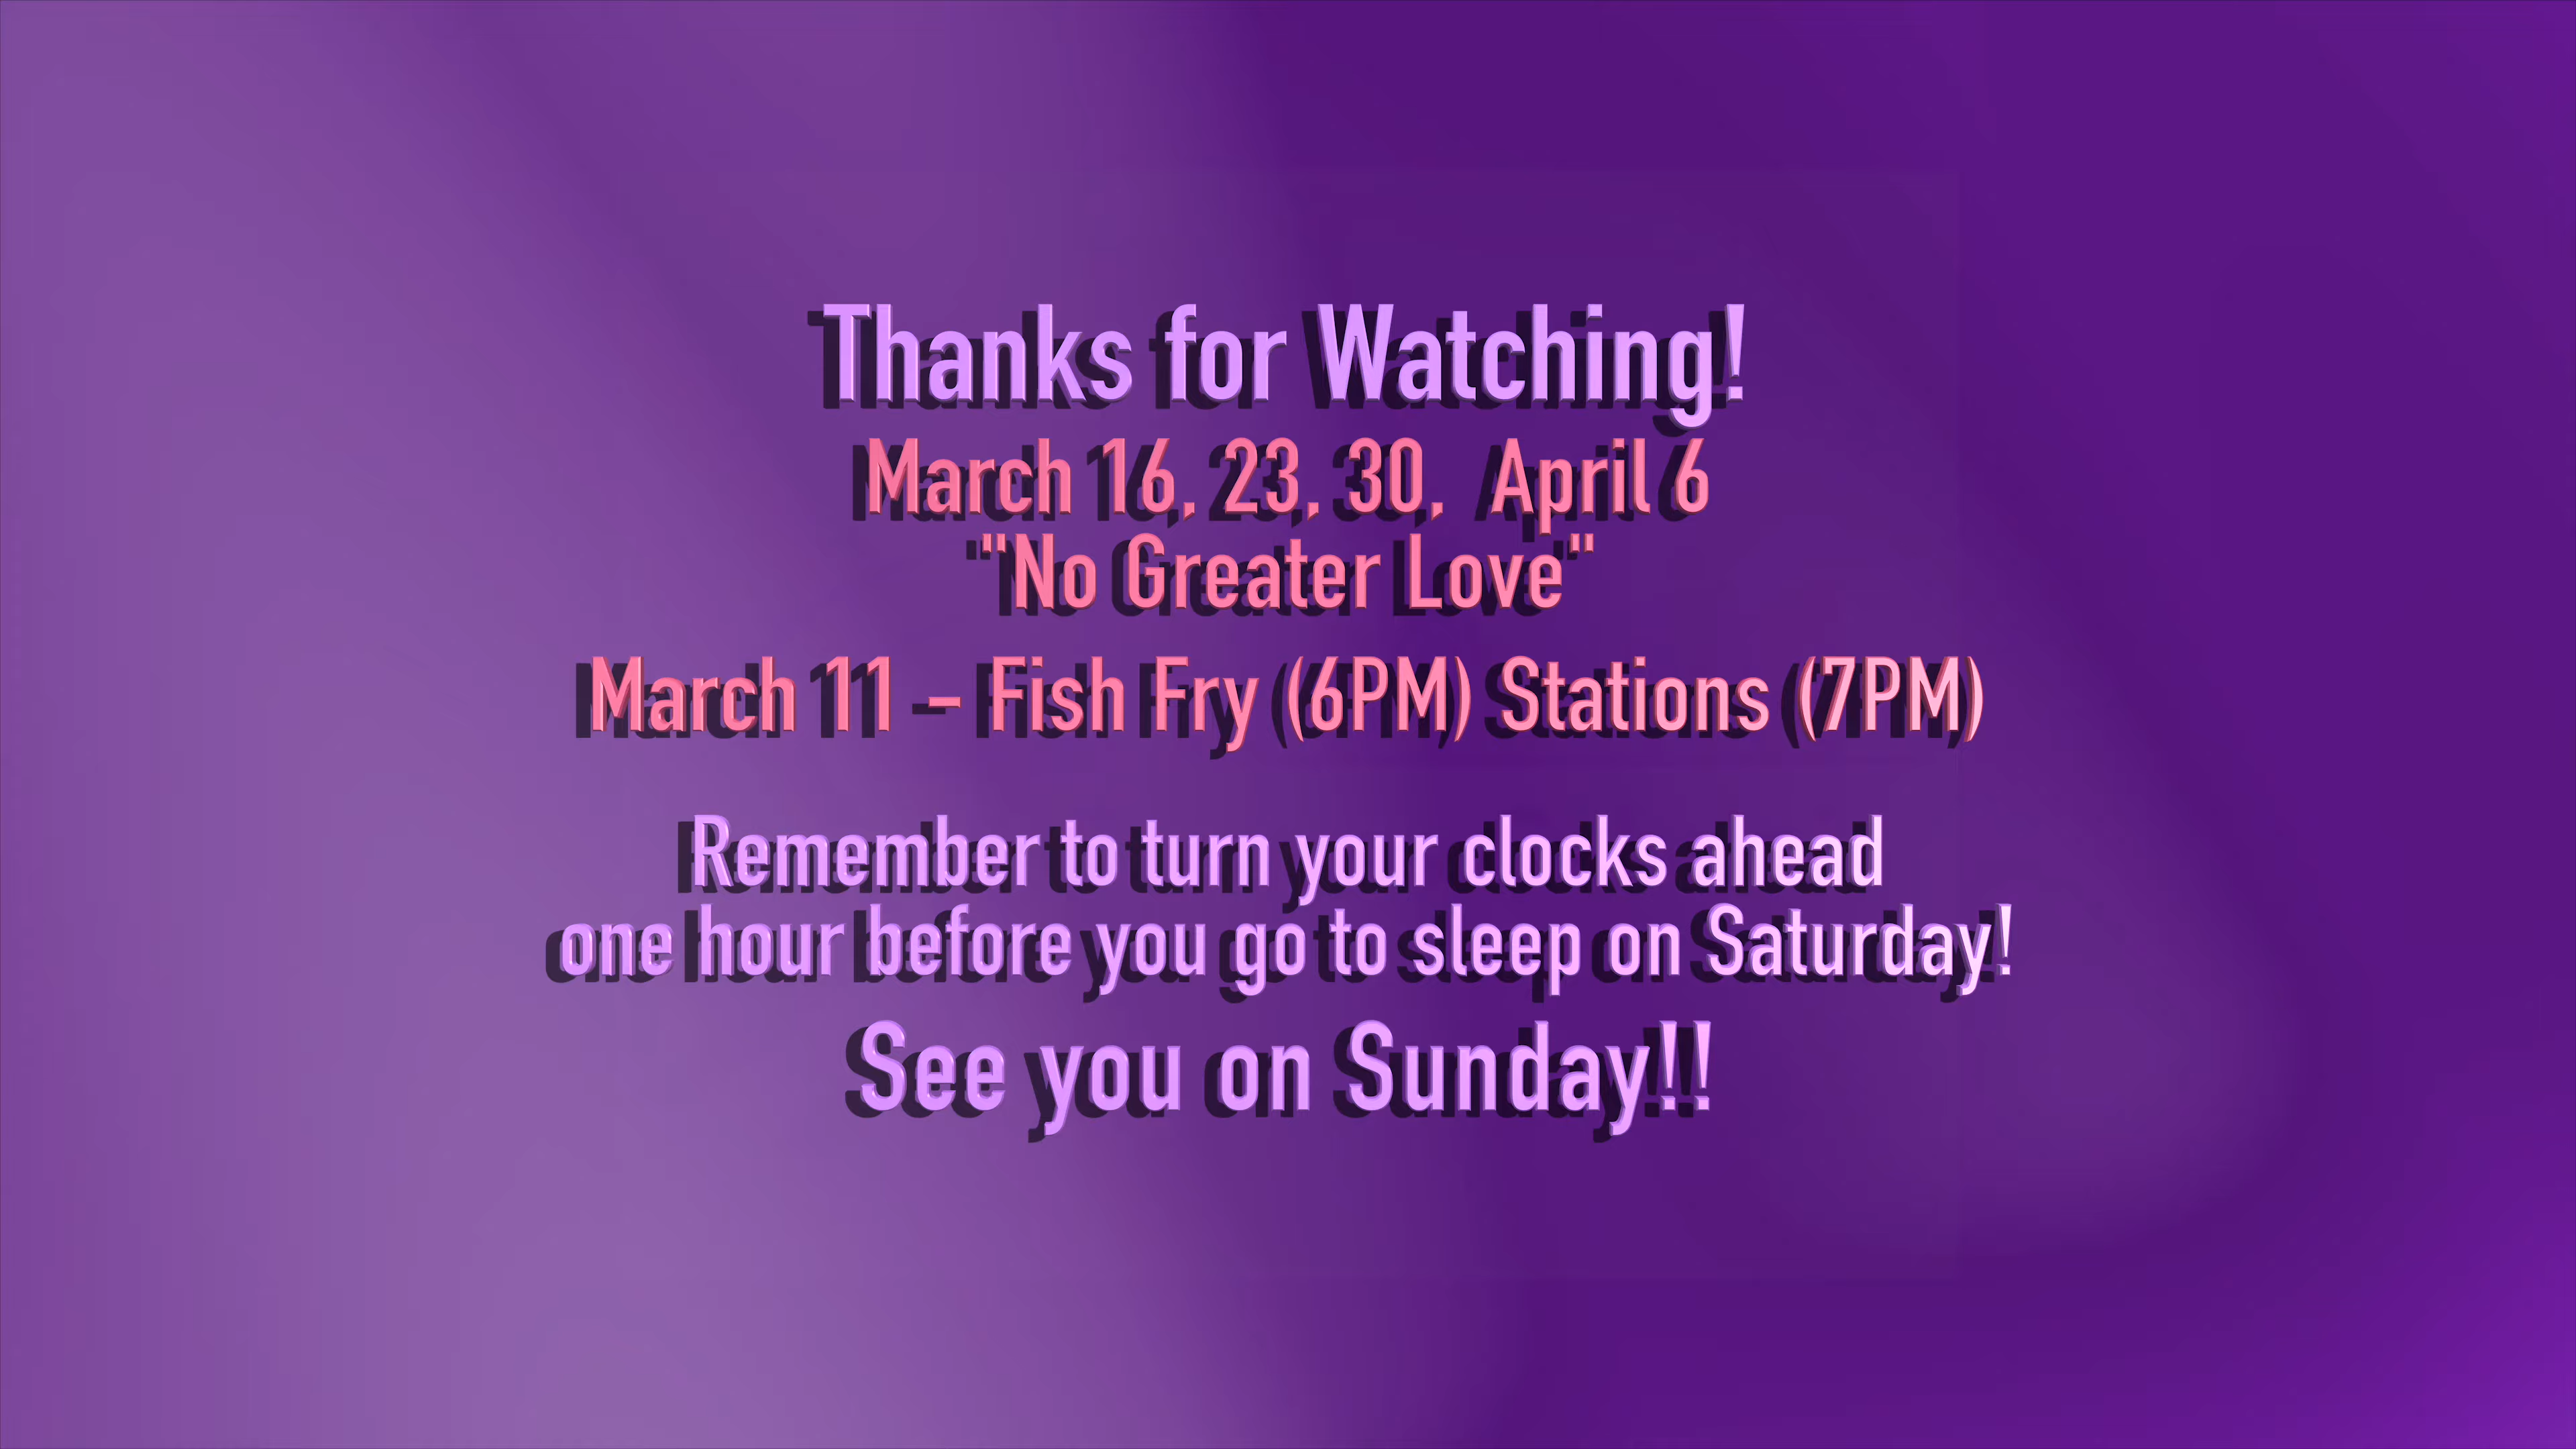 Thanks for Watching!
March 16, 23, 30,  April 6
"No Greater Love"
March 11 – Fish Fry (6PM) Stations (7PM)
Remember to turn your clocks ahead
one hour before you go to sleep on Saturday!
See you on Sunday!!